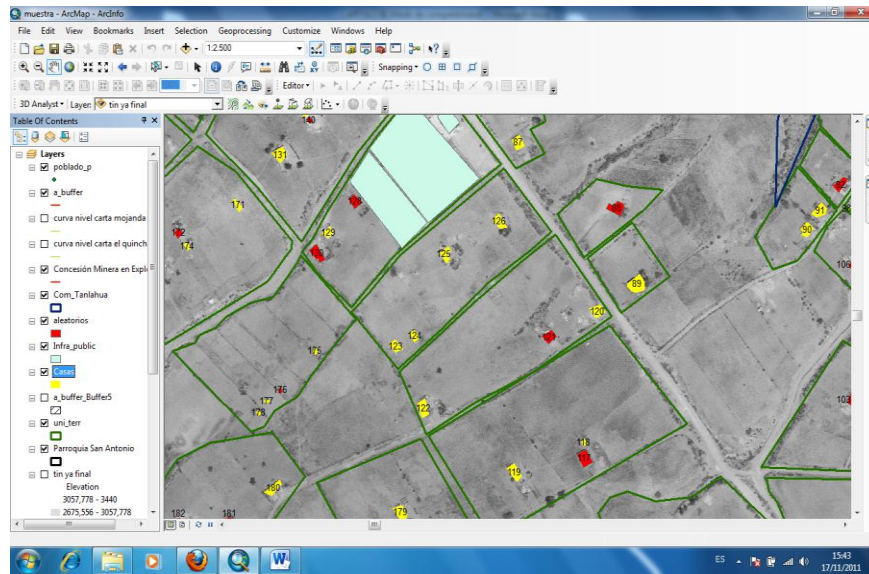 muestra - ArcMap - ArcInfo
File Edit View Bookmarks Insert Selection Geoprocessing Customize Windows Help
1:2.500
Snapping
Editor
3D Analyst Layer: tin ya final
Table Of Contents
Layers
poblado_p
a_buffer
curva nivel carta mojanda
curva nivel carta el quinch
Concesión Minera en Expl
Com_Tanlahua
aleatorios
Infra_public
Casas
a_buffer_Buffer5
uni_terr
Parroquia San Antonio
tin ya final
Elevation
3057,778 - 3440
2675,556 - 3057,778
140
131
87
171
126
91
172
174
129
90
125
106
89
120
124
123
175
176
177
178
122
103
118
117
119
180
179
182
181
ES
15:43
17/11/2011